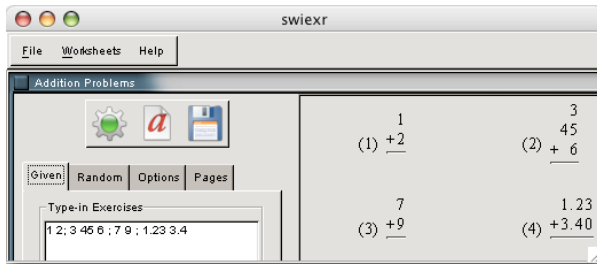 swiexr
File Worksheets Help
Addition Problems
a
Given Random Options Pages
Type-in Exercises
1 2; 3 45 6 ; 7 9 ; 1.23 3.4
1
(1) +2
3
45
(2) + 6
7
(3) +9
1.23
(4) +3.40